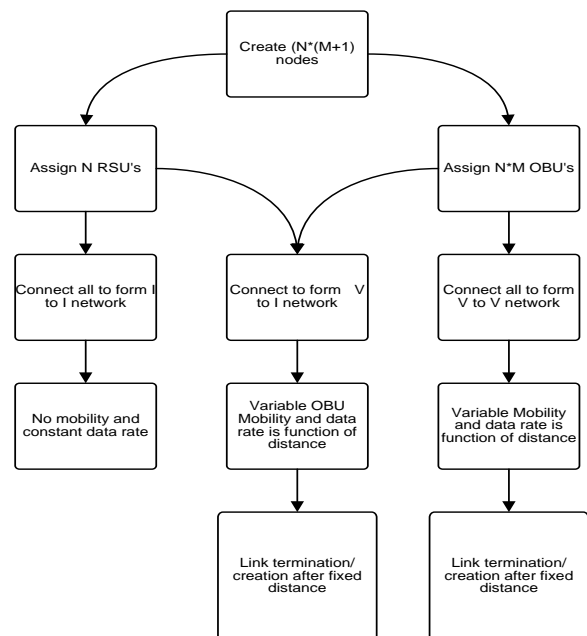 Create (N*(M+1)
nodes
Assign N RSU's
Assign N*M OBU's
Connect all to form I
to I network
Connect to form V
to I network
Connect all to form
V to V network
No mobility and
constant data rate
Variable OBU
Mobility and data
rate is function of
distance
Variable Mobility
and data rate is
function of distance
Link termination/
creation after fixed
distance
Link termination/
creation after fixed
distance